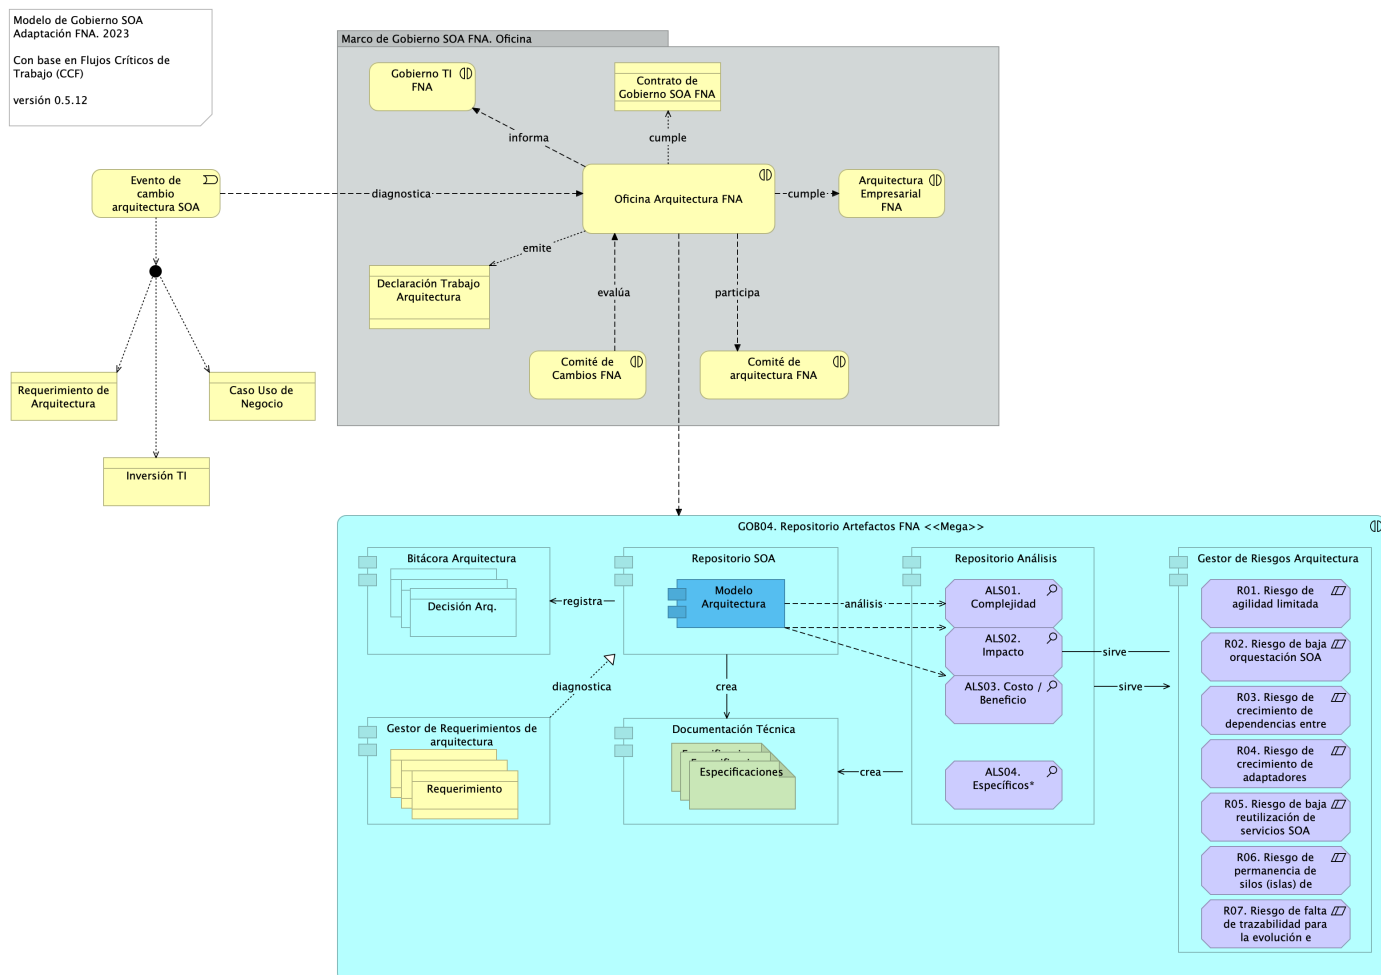 Modelo de Gobierno SOA
Adaptación FNA. 2023
Con base en Flujos Críticos de
Trabajo (CCF)
versión 0.5.12
Marco de Gobierno SOA FNA. Oficina
Gobierno TI
FNA
Contrato de
Gobierno SOA FNA
informa
cumple
Evento de
cambio
arquitectura SOA
diagnostica
Oficina Arquitectura FNA
cumple
Arquitectura
Empresarial
FNA
emite
Declaración Trabajo
Arquitectura
evalúa
participa
Comité de
Cambios FNA
Comité de
arquitectura FNA
Requerimiento de
Arquitectura
Caso Uso de
Negocio
Inversión TI
GOB04. Repositorio Artefactos FNA <<Mega>>
Bitácora Arquitectura
Decisión Arq.
registra
Repositorio SOA
Modelo
Arquitectura
análisis
Repositorio Análisis
ALS01.
Complejidad
ALS02.
Impacto
ALS03. Costo /
Beneficio
ALS04.
Específicos*
sirve
sirve
diagnostica
crea
crea
Gestor de Requerimientos de
arquitectura
Requerimiento
Documentación Técnica
Especificaciones
Gestor de Riesgos Arquitectura
R01. Riesgo de
agilidad limitada
R02. Riesgo de baja
orquestación SOA
R03. Riesgo de
crecimiento de
dependencias entre
R04. Riesgo de
crecimiento de
adaptadores
R05. Riesgo de baja
reutilización de
servicios SOA
R06. Riesgo de
permanencia de
silos (islas) de
R07. Riesgo de falta
de trazabilidad para
la evolución e